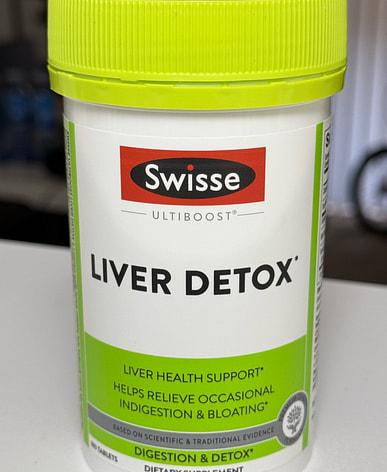 Swisse
ULTIBOOST®
LIVER DETOX*
LIVER HEALTH SUPPORT*
HELPS RELIEVE OCCASIONAL
INDIGESTION & BLOATING*
BASED ON SCIENTIFIC & TRADITIONAL EVIDENCE
DIGESTION & DETOX*
TABLETS
DIETARY SUPPLEMENT